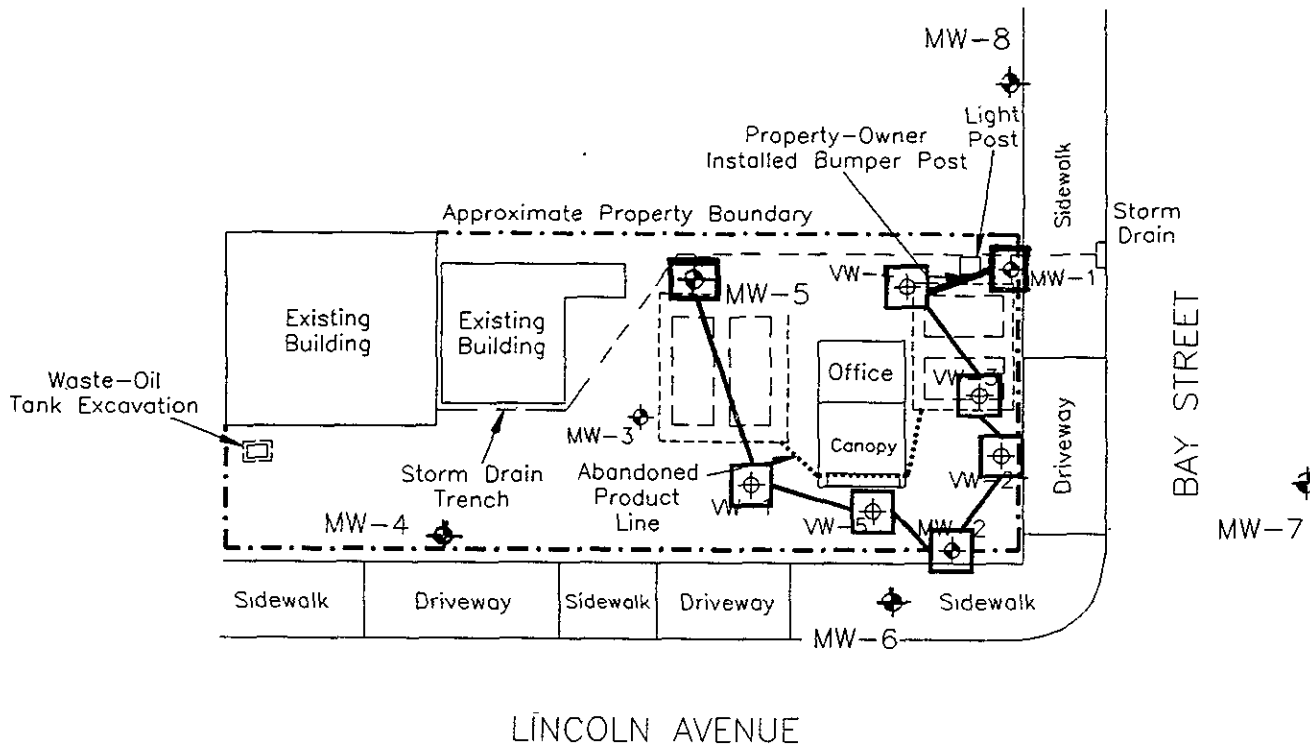 MW-8
Light
Post
Property-Owner
Installed Bumper Post
Sidewalk
Approximate Property Boundary
Storm
Drain
MW-1
MW-5
Existing
Building
Existing
Building
Office
VW-3
Waste-Oil
Tank Excavation
MW-3
Canopy
Driveway
BAY STREET
Storm Drain
Trench
Abandoned
Product
Line
VW-2
VW-5
MW-4
MW-2
MW-7
Sidewalk
Driveway
Sidewalk
Driveway
Sidewalk
MW-6
LINCOLN AVENUE